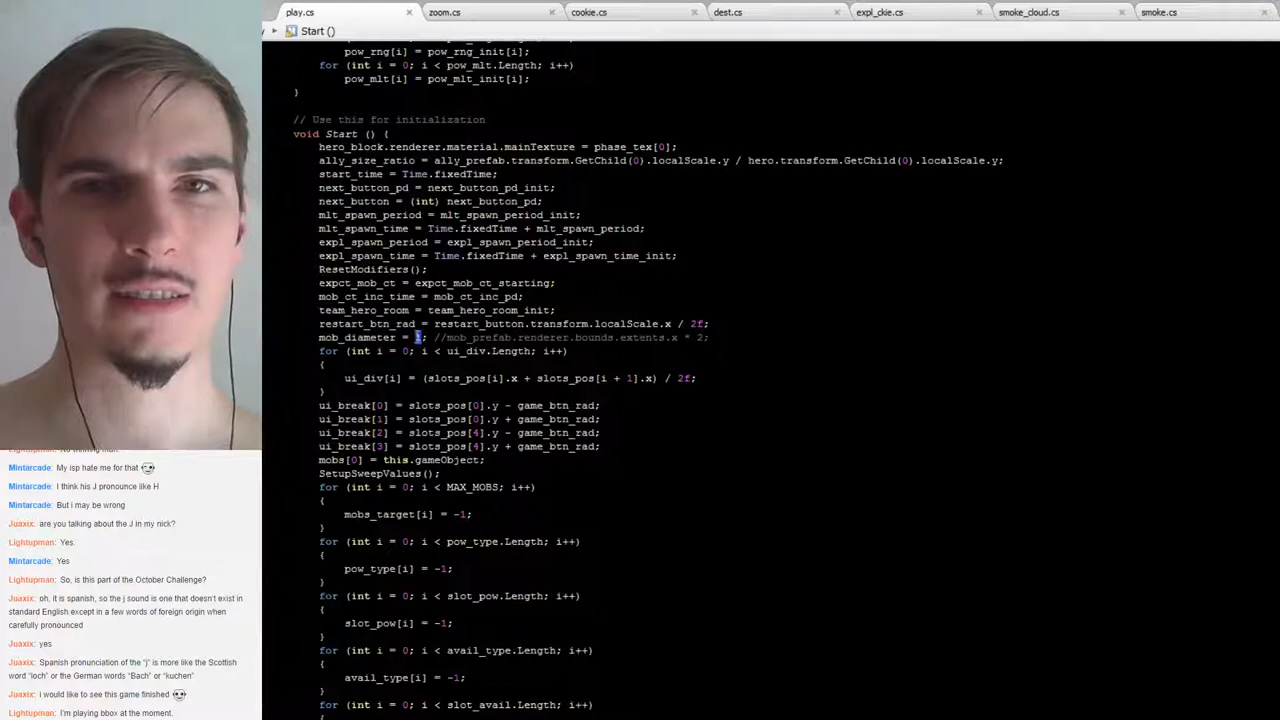 play.cs
zoom.cs
cookie.cs
dest.cs
expl_ckie.cs
smoke_cloud.cs
smoke.cs
Start ()
pow_rng[i] = pow_rng_init[i];
for (int i = 0; i < pow_mlt.Length; i++)
pow_mlt[i] = pow_mlt_init[i];
}
// Use this for initialization
void Start () {
hero_block.renderer.material.mainTexture = phase_tex[0];
ally_size_ratio = ally_prefab.transform.GetChild(0).localScale.y / hero.transform.GetChild(0).localScale.y;
start_time = Time.fixedTime;
next_button_pd = next_button_pd_init;
next_button = (int) next_button_pd;
mlt_spawn_period = mlt_spawn_period_init;
mlt_spawn_time = Time.fixedTime + mlt_spawn_period;
expl_spawn_period = expl_spawn_period_init;
expl_spawn_time = Time.fixedTime + expl_spawn_time_init;
ResetModifiers();
expct_mob_ct = expct_mob_ct_starting;
mob_ct_inc_time = mob_ct_inc_pd;
team_hero_room = team_hero_room_init;
restart_btn_rad = restart_button.transform.localScale.x / 2f;
mob_diameter = ; //mob_prefab.renderer.bounds.extents.x * 2;
for (int i = 0; i < ui_div.Length; i++)
{
ui_div[i] = (slots_pos[i].x + slots_pos[i + 1].x) / 2f;
}
ui_break[0] = slots_pos[0].y - game_btn_rad;
ui_break[1] = slots_pos[0].y + game_btn_rad;
ui_break[2] = slots_pos[4].y - game_btn_rad;
ui_break[3] = slots_pos[4].y + game_btn_rad;
mobs[0] = this.gameObject;
SetupSweepValues();
for (int i = 0; i < MAX_MOBS; i++)
{
mobs_target[i] = -1;
}
for (int i = 0; i < pow_type.Length; i++)
{
pow_type[i] = -1;
}
for (int i = 0; i < slot_pow.Length; i++)
{
slot_pow[i] = -1;
}
for (int i = 0; i < avail_type.Length; i++)
{
avail_type[i] = -1;
}
for (int i = 0; i < slot_avail.Length; i++)
{
Mintarcade: My isp hate me for that
Mintarcade: I think his J pronounce like H
Mintarcade: But i may be wrong
Juaxix: are you talking about the J in my nick?
Lightupman: Yes.
Mintarcade: Yes
Lightupman: So, is this part of the October Challenge?
Juaxix: oh, it is spanish, so the j sound is one that doesn't exist in
standard English except in a few words of foreign origin when
carefully pronounced
Juaxix: yes
Juaxix: Spanish pronunciation of the "j" is more like the Scottish
word "loch" or the German words "Bach" or "kuchen"
Juaxix: i would like to see this game finished
Lightupman: I'm playing bbox at the moment.